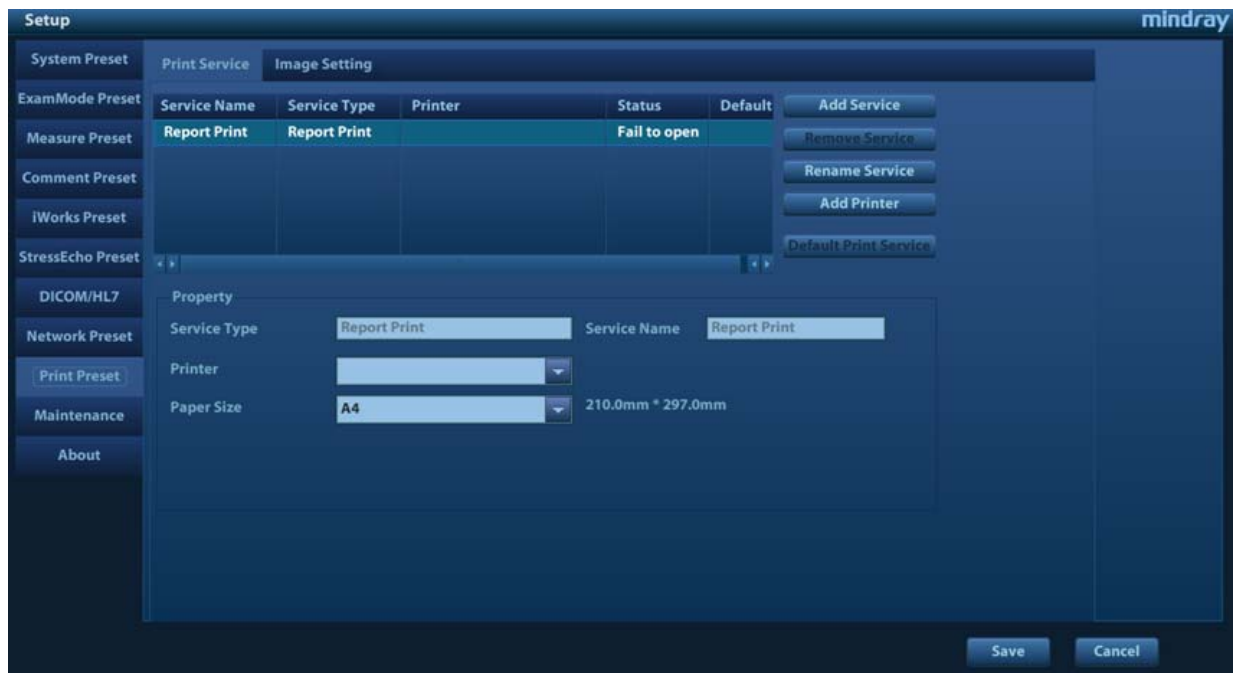 Setup
mindray
System Preset
ExamMode Preset
Measure Preset
Comment Preset
iWorks Preset
StressEcho Preset
DICOM/HL7
Network Preset
Print Preset
Maintenance
About
Print Service Image Setting
Service Name Service Type Printer Status Default
Report Print Report Print Fail to open
Add Service
Remove Service
Rename Service
Add Printer
Default Print Service
Property
Service Type Report Print Service Name Report Print
Printer
Paper Size A4 210.0mm * 297.0mm
Save Cancel